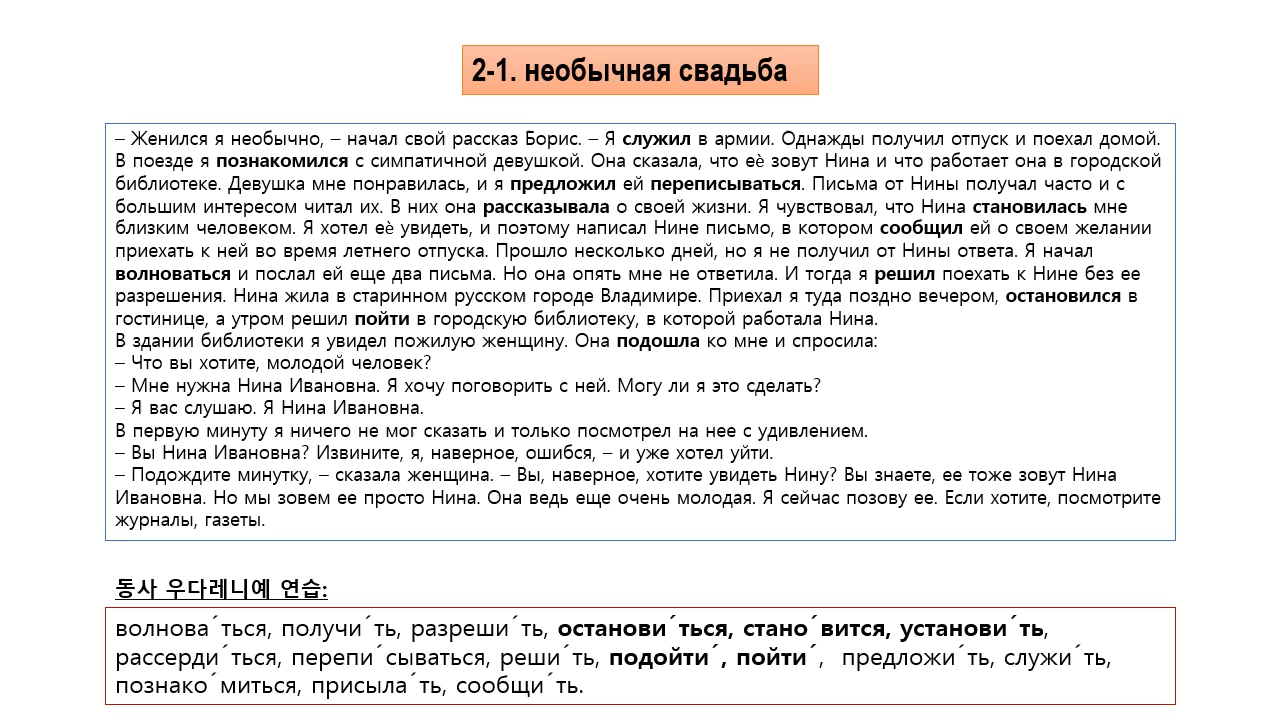 2-1. необычная свадьба
– Женился я необычно, – начал свой рассказ Борис. – Я служил в армии. Однажды получил отпуск и поехал домой.
В поезде я познакомился с симпатичной девушкой. Она сказала, что еѐ зовут Нина и что работает она в городской
библиотеке. Девушка мне понравилась, и я предложил ей переписываться. Письма от Нины получал часто и с
большим интересом читал их. В них она рассказывала о своей жизни. Я чувствовал, что Нина становилась мне
близким человеком. Я хотел еѐ увидеть, и поэтому написал Нине письмо, в котором сообщил ей о своем желании
приехать к ней во время летнего отпуска. Прошло несколько дней, но я не получил от Нины ответа. Я начал
волноваться и послал ей еще два письма. Но она опять мне не ответила. И тогда я решил поехать к Нине без ее
разрешения. Нина жила в старинном русском городе Владимире. Приехал я туда поздно вечером, остановился в
гостинице, а утром решил пойти в городскую библиотеку, в которой работала Нина.
В здании библиотеки я увидел пожилую женщину. Она подошла ко мне и спросила:
– Что вы хотите, молодой человек?
– Мне нужна Нина Ивановна. Я хочу поговорить с ней. Могу ли я это сделать?
– Я вас слушаю. Я Нина Ивановна.
В первую минуту я ничего не мог сказать и только посмотрел на нее с удивлением.
– Вы Нина Ивановна? Извините, я, наверное, ошибся, – и уже хотел уйти.
– Подождите минутку, – сказала женщина. – Вы, наверное, хотите увидеть Нину? Вы знаете, ее тоже зовут Нина
Ивановна. Но мы зовем ее просто Нина. Она ведь еще очень молодая. Я сейчас позову ее. Если хотите, посмотрите
журналы, газеты.
동사 우다레니예 연습:
волнова´ться, получи´ть, разреши´ть, останови´ться, стано´вится, установи´ть,
рассерди´ться, перепи´сываться, реши´ть, подойти´, пойти´, предложи´ть, служи´ть,
познако´миться, присыла´ть, сообщи´ть.